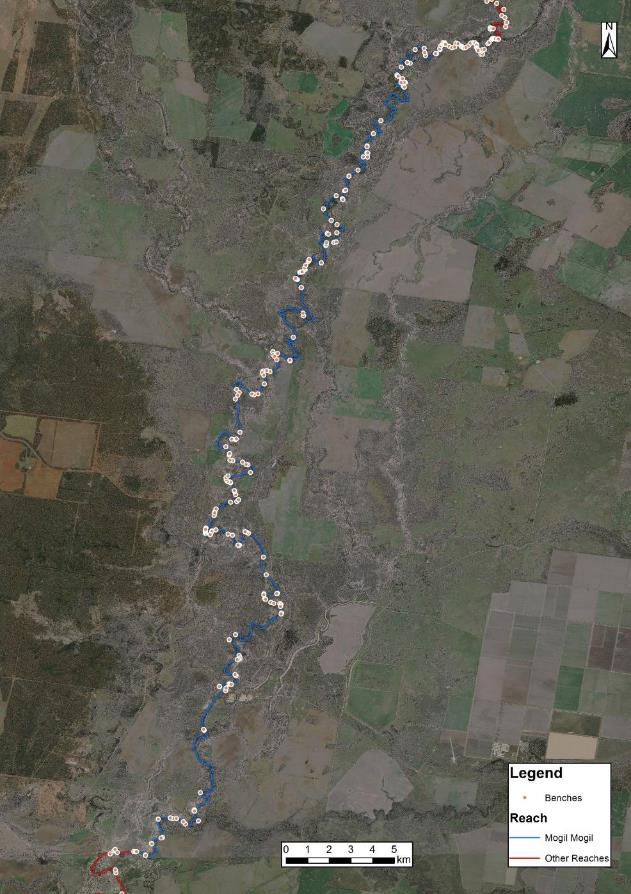 N
Legend
Benches
Reach
Mogil Mogil
Other Reaches
0 1 2 3 4 5
km